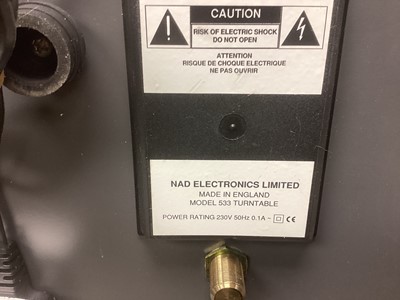 CAUTION
RISK OF ELECTRIC SHOCK
DO NOT OPEN
ATTENTION
RISQUE DE CHOQUE ELECTRIQUE
NE PAS OUVRIR
NAD ELECTRONICS LIMITED
MADE IN ENGLAND
MODEL 533 TURNTABLE
POWER RATING 230V 50Hz 0.1A ~ CE